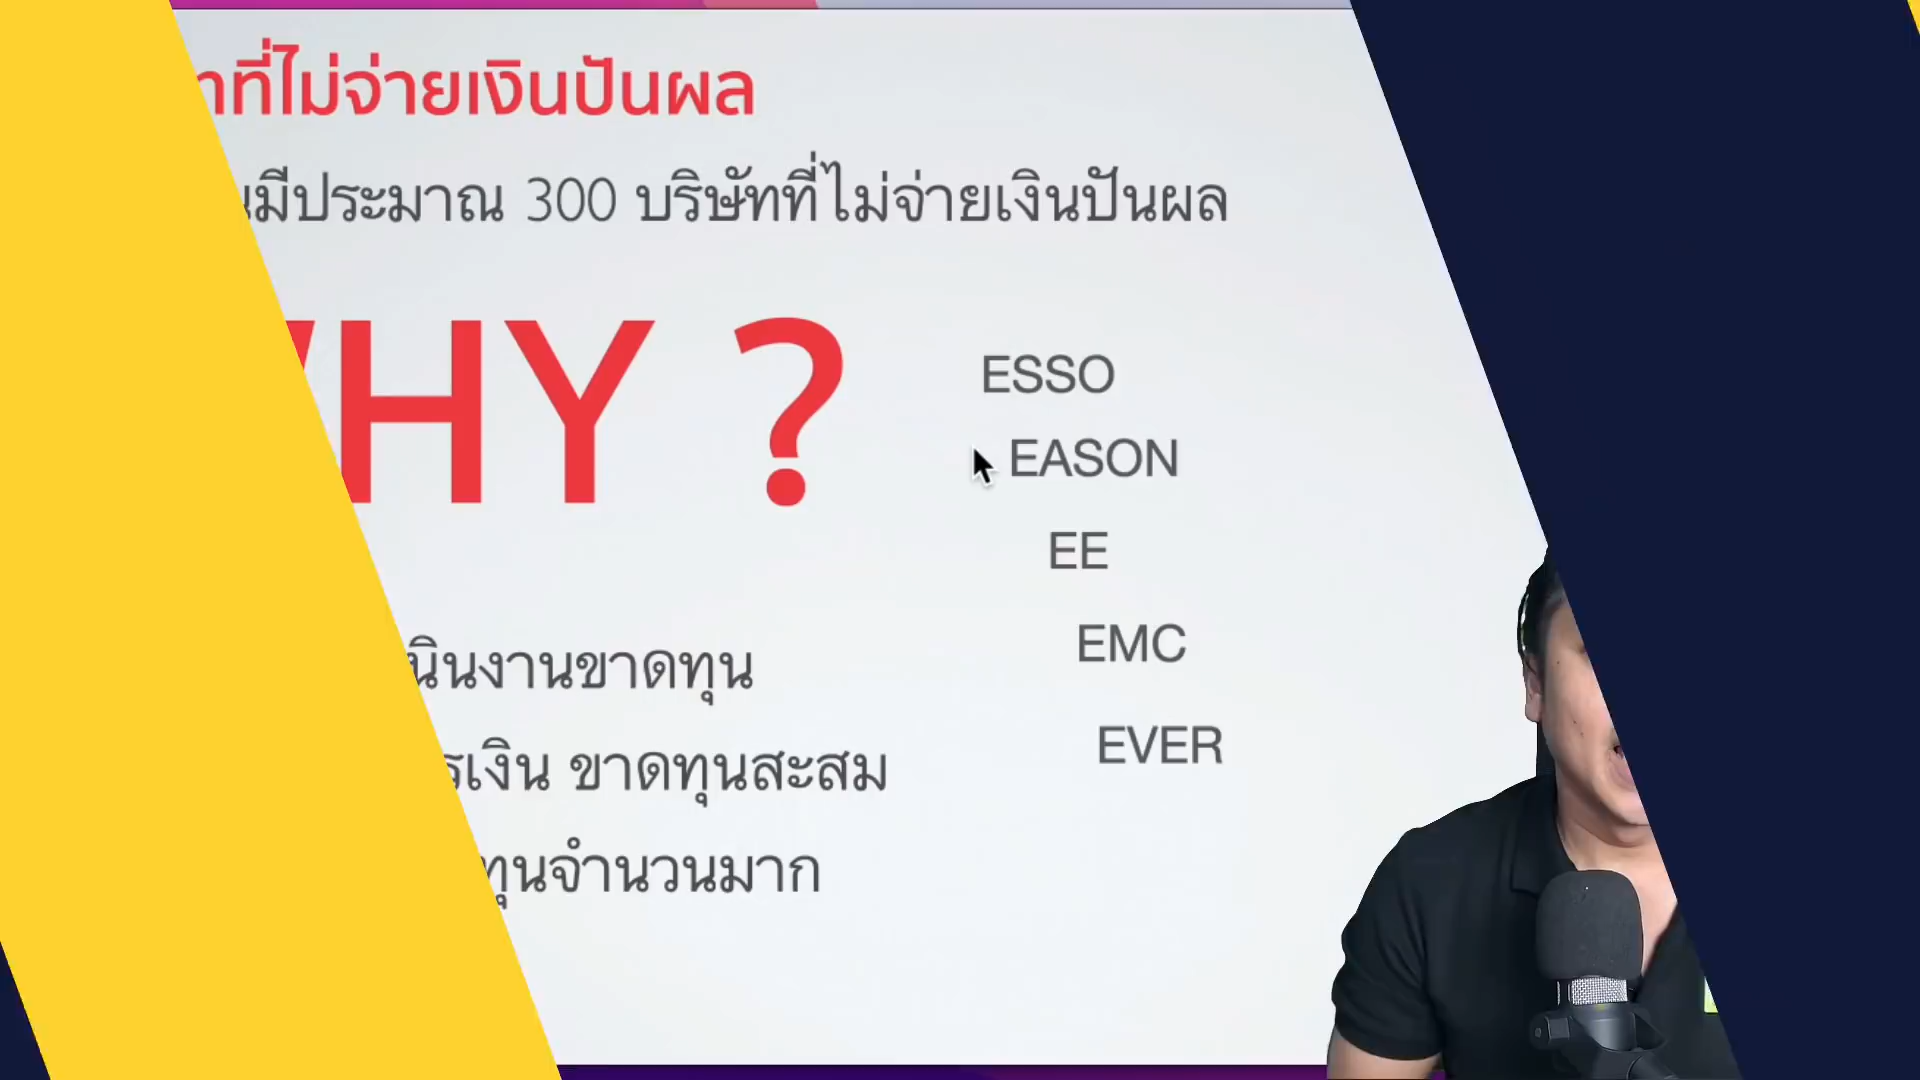 ที่ไม่จ่ายเงินปันผล
มีประมาณ 300 บริษัทที่ไม่จ่ายเงินปันผล
HY ?
ESSO
EASON
EE
EMC
EVER
นินงานขาดทุน
รเงิน ขาดทุนสะสม
ทุนจำนวนมาก